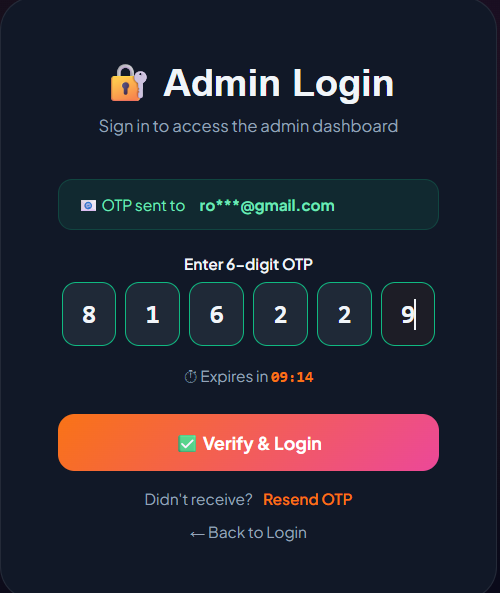 Admin Login
Sign in to access the admin dashboard
OTP sent to ro***@gmail.com
Enter 6-digit OTP
8 1 6 2 2 9
Expires in 09:14
Verify & Login
Didn't receive? Resend OTP
← Back to Login